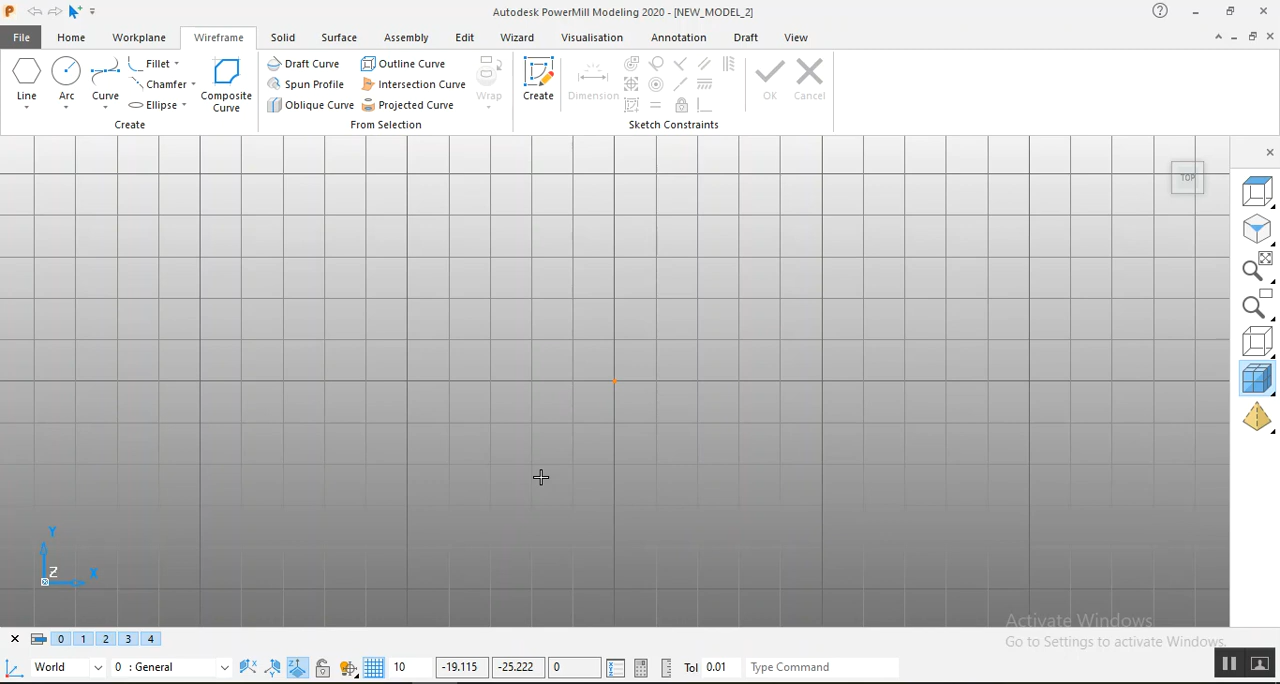 Autodesk PowerMill Modeling 2020 - [NEW_MODEL_2]
File Home Workplane Wireframe Solid Surface Assembly Edit Wizard Visualisation Annotation Draft View
Line
Arc
Curve
Fillet
Chamfer
Ellipse
Composite
Curve
Create
Draft Curve
Spun Profile
Oblique Curve
Outline Curve
Intersection Curve
Projected Curve
Wrap
From Selection
Create
Dimension
Sketch Constraints
OK
Cancel
TOP
Y
Z
X
Activate Windows
Go to Settings to activate Windows.
0 1 2 3 4
World 0 : General 10 -19.115 -25.222 0 Tol 0.01 Type Command